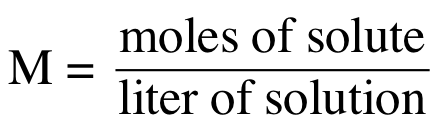 M = moles of solute
liter of solution